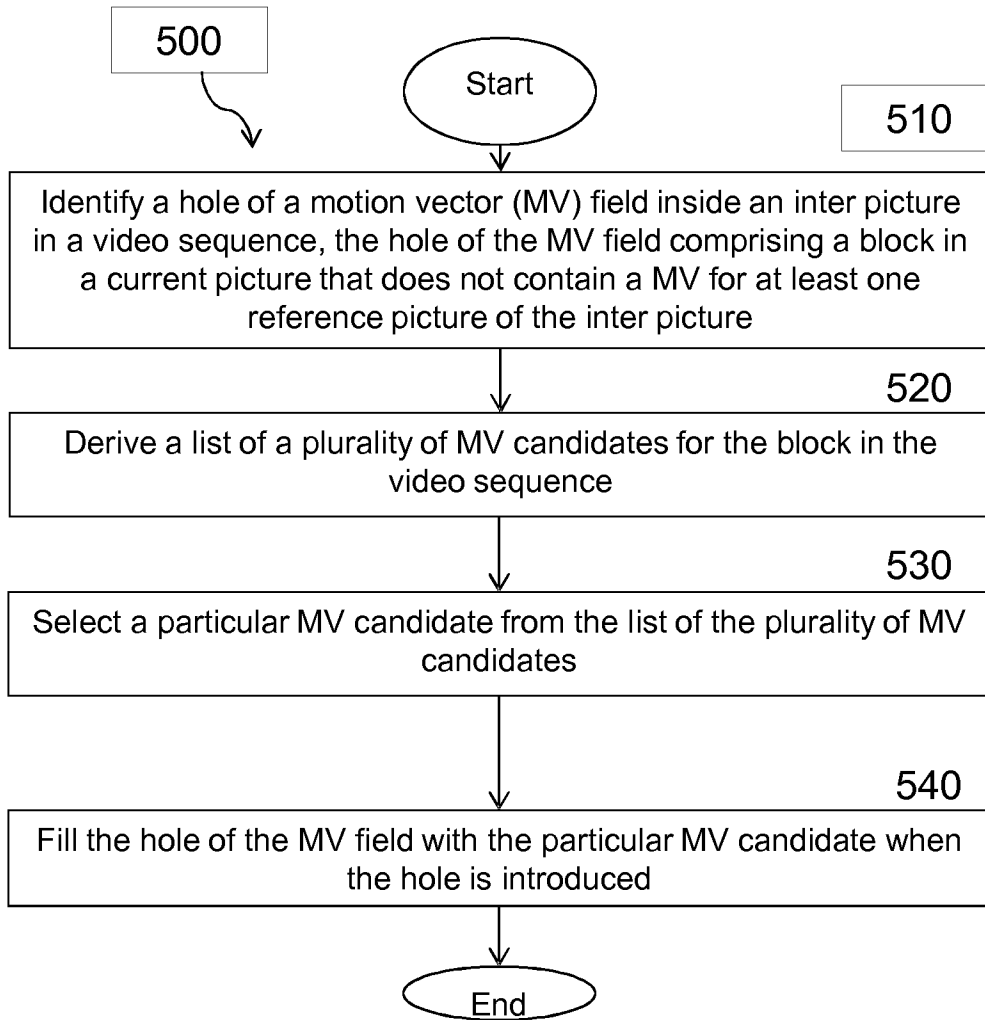 500
Start
510
Identify a hole of a motion vector (MV) field inside an inter picture
in a video sequence, the hole of the MV field comprising a block in
a current picture that does not contain a MV for at least one
reference picture of the inter picture
520
Derive a list of a plurality of MV candidates for the block in the
video sequence
530
Select a particular MV candidate from the list of the plurality of MV
candidates
540
Fill the hole of the MV field with the particular MV candidate when
the hole is introduced
End